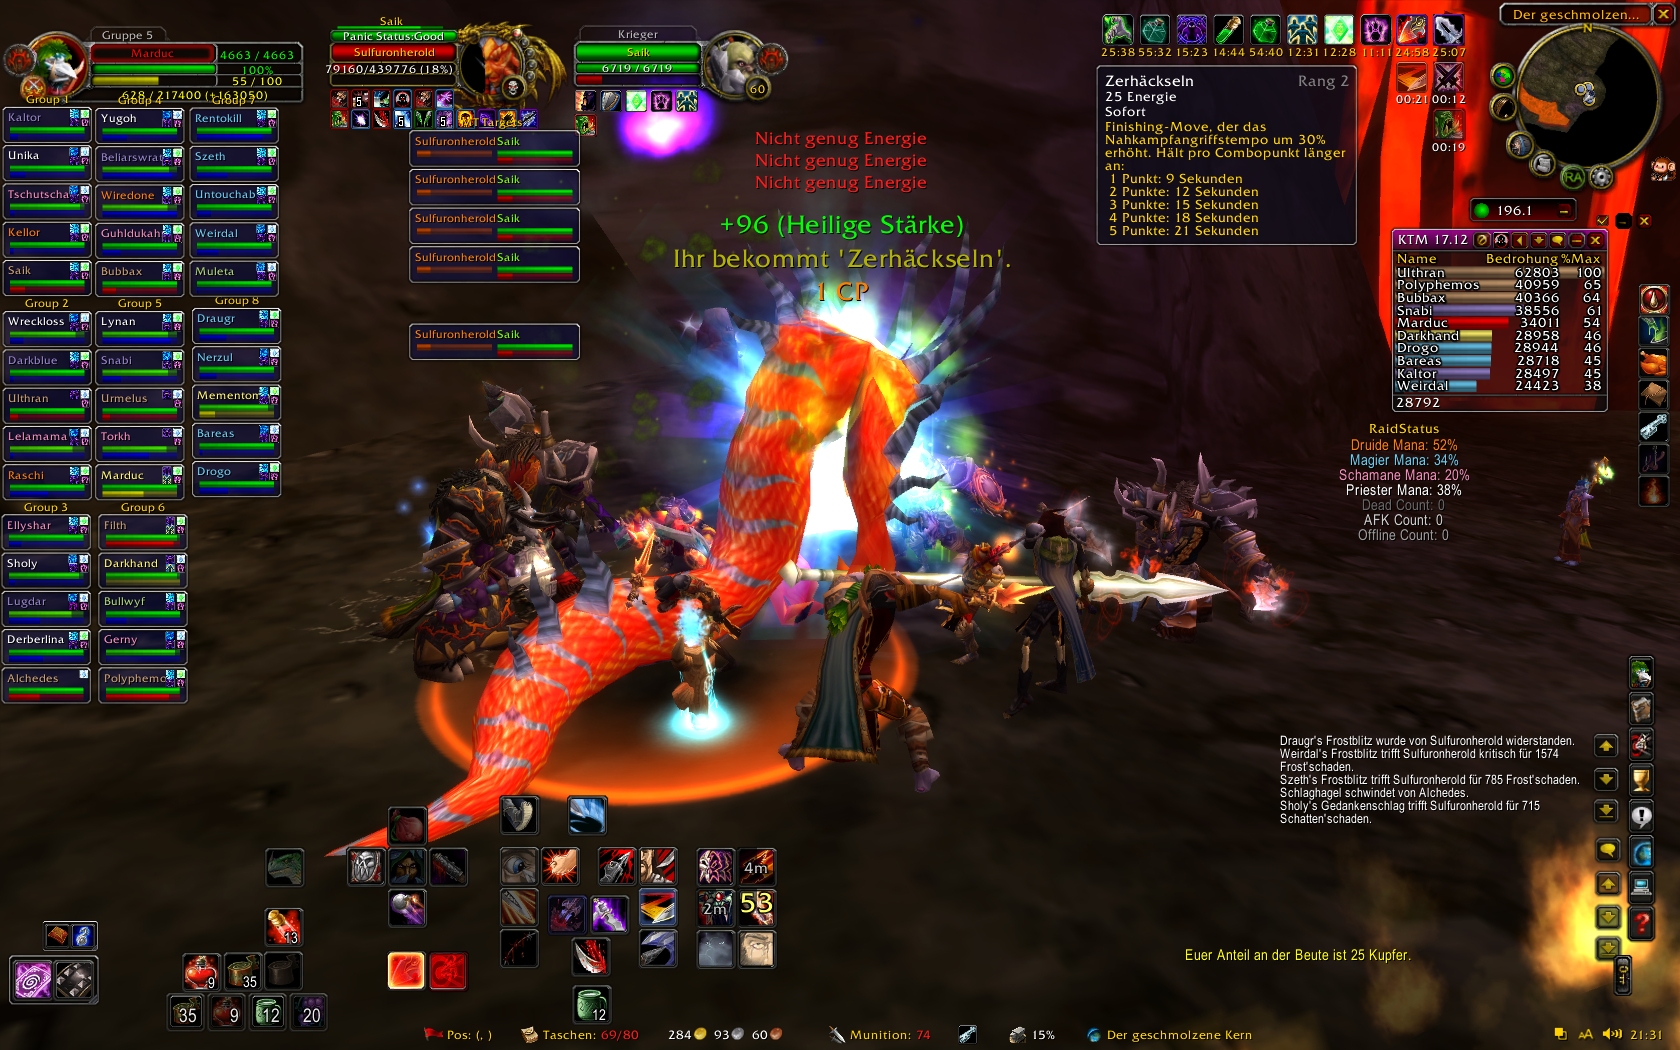 Gruppe 5
Marduc
4663 / 4663
100%
55 / 100
628 / 217400 (+163050)
Saik
Panic Status:Good
Sulfuronherold
79160/439776 (18%)
Krieger
Saik
6719 / 6719
60
25:38 55:32 15:23 14:44 54:40 12:31 12:28 11:11 24:58 25:07
00:21 00:12
00:19
Der geschmolzen...
N
Group 1
Kaltor
Unika
Tschutscha
Kellor
Saik
Group 2
Wreckloss
Darkblue
Ulthran
Lelamama
Raschi
Group 3
Ellyshar
Sholy
Lugdar
Derberlina
Alchedes
Group 4
Yugoh
Beliarswra
Wiredone
Guhldukah
Bubbax
Group 5
Lynan
Snabi
Urmelus
Torkh
Marduc
Group 6
Filth
Darkhand
Bullwyf
Gerny
Polyphemo
Group 7
Rentokill
Szeth
Untouchab
Weirdal
Muleta
Group 8
Draugr
Nerzul
Memento
Bareas
Drogo
MT Targets
Sulfuronherold Saik
Sulfuronherold Saik
Sulfuronherold Saik
Sulfuronherold Saik
Sulfuronherold Saik
Nicht genug Energie
Nicht genug Energie
Nicht genug Energie
+96 (Heilige Stärke)
Ihr bekommt 'Zerhäckseln'.
1 CP
Zerhäckseln Rang 2
25 Energie
Sofort
Finishing-Move, der das
Nahkampfangriffstempo um 30%
erhöht. Hält pro Combopunkt länger
an:
1 Punkt: 9 Sekunden
2 Punkte: 12 Sekunden
3 Punkte: 15 Sekunden
4 Punkte: 18 Sekunden
5 Punkte: 21 Sekunden
RA
196.1
KTM 17.12
Name Bedrohung %Max
Ulthran 62803 100
Polyphemos 40959 65
Bubbax 40366 64
Snabi 38556 61
Marduc 34011 54
Darkhand 28958 46
Drogo 28944 46
Bareas 28718 45
Kaltor 28497 45
Weirdal 24423 38
28792
RaidStatus
Druide Mana: 52%
Magier Mana: 34%
Schamane Mana: 20%
Priester Mana: 38%
Dead Count: 0
AFK Count: 0
Offline Count: 0
Draugr's Frostblitz wurde von Sulfuronherold widerstanden.
Weirdal's Frostblitz trifft Sulfuronherold kritisch für 1574
Frost'schaden.
Szeth's Frostblitz trifft Sulfuronherold für 785 Frost'schaden.
Schlaghagel schwindet von Alchedes.
Sholy's Gedankenschlag trifft Sulfuronherold für 715
Schatten'schaden.
4m
2m 53
13
9 35
35 9 12 20
12
Euer Anteil an der Beute ist 25 Kupfer.
Pos: (, )
Taschen: 69/80
284 93 60
Munition: 74
15%
Der geschmolzene Kern
AA
21:31